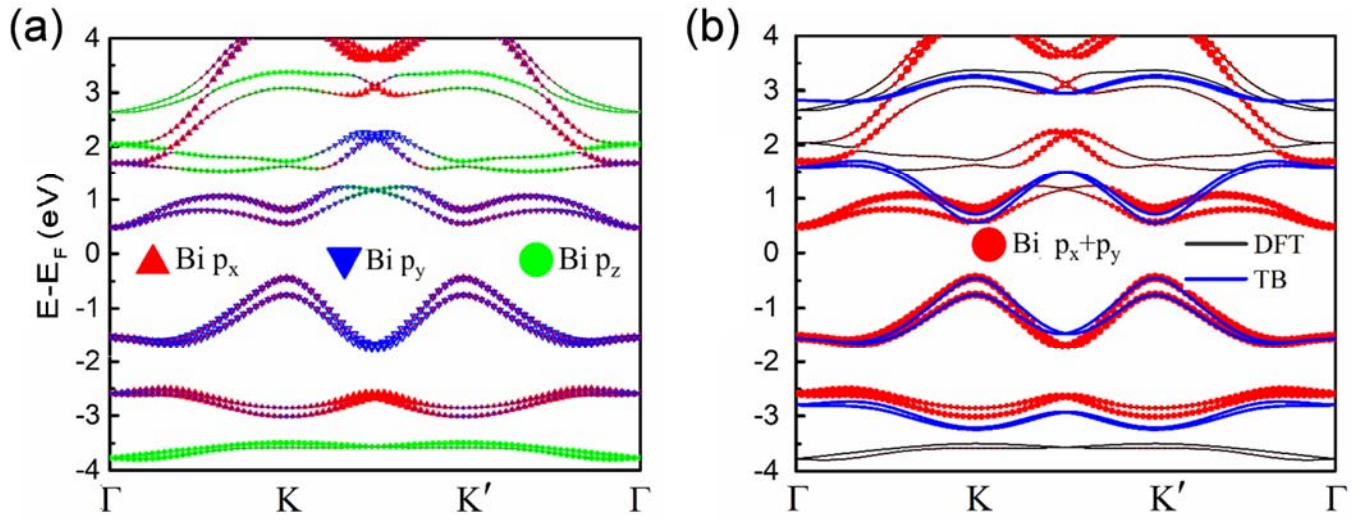 (a)
4
3
2
1
0
-1
-2
-3
-4
E-E_F (eV)
Bi p_x
Bi p_y
Bi p_z
Γ K K′ Γ
(b)
4
3
2
1
0
-1
-2
-3
-4
Bi p_x+p_y
DFT
TB
Γ K K′ Γ